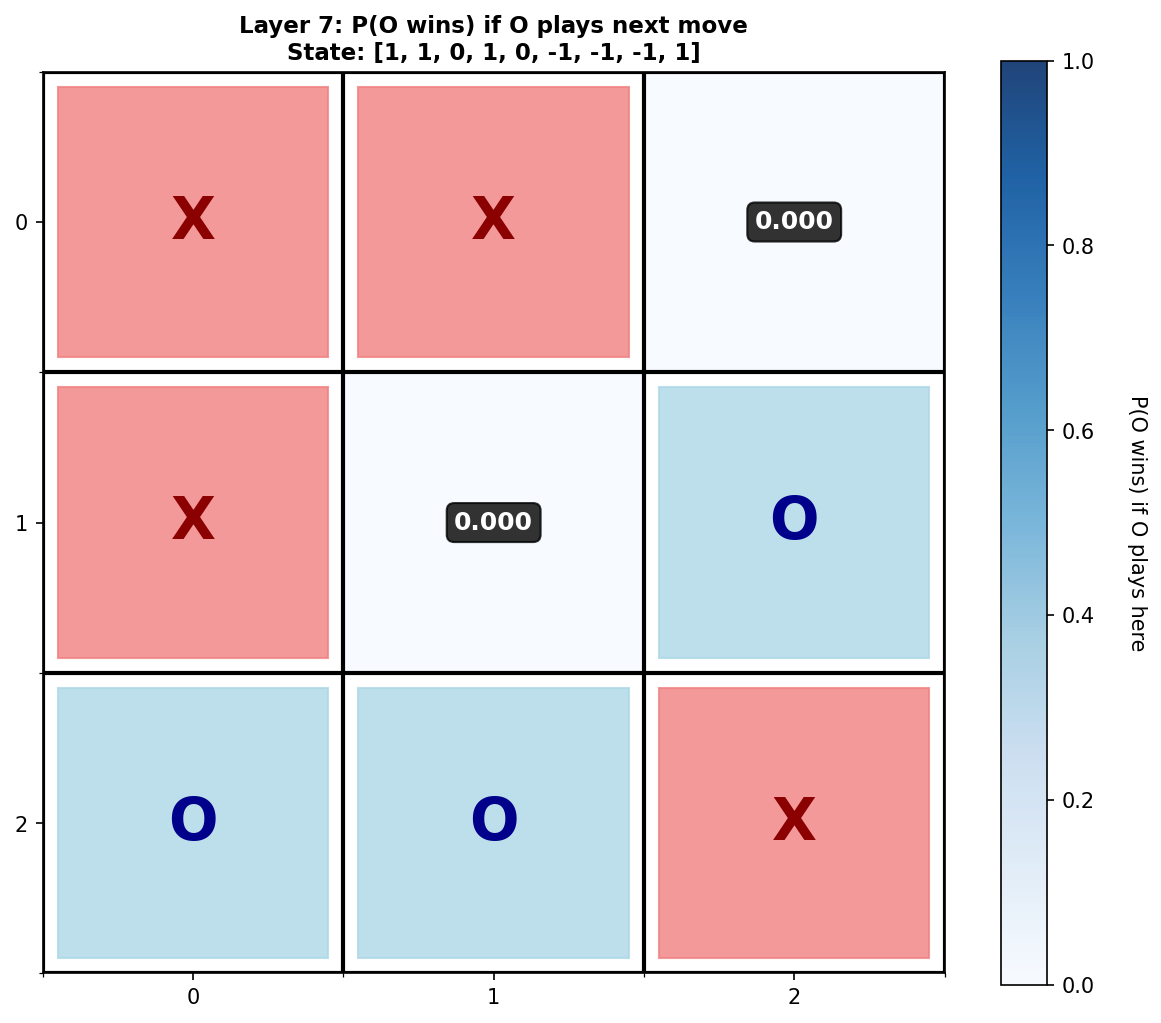 Layer 7: P(O wins) if O plays next move
State: [1, 1, 0, 1, 0, -1, -1, -1, 1]
X
X
0.000
X
0.000
O
O
O
X
0
1
2
0
1
2
1.0
0.8
0.6
0.4
0.2
0.0
P(O wins) if O plays here